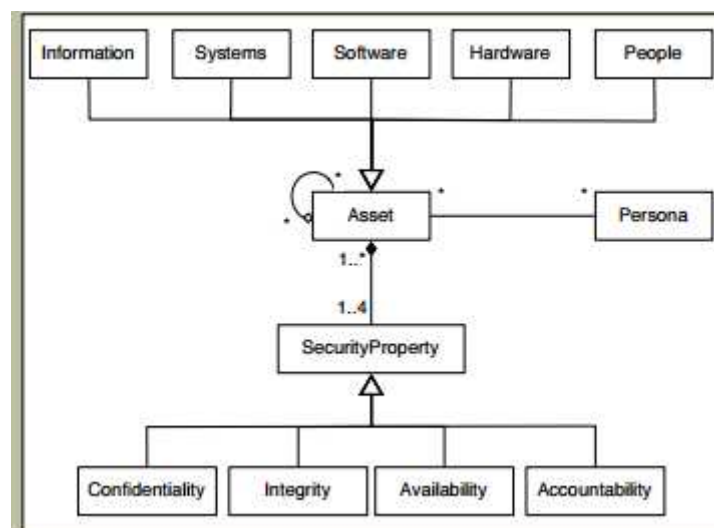 Information Systems Software Hardware People
*
* Asset * * Persona
1..*
1..4
SecurityProperty
Confidentiality Integrity Availability Accountability